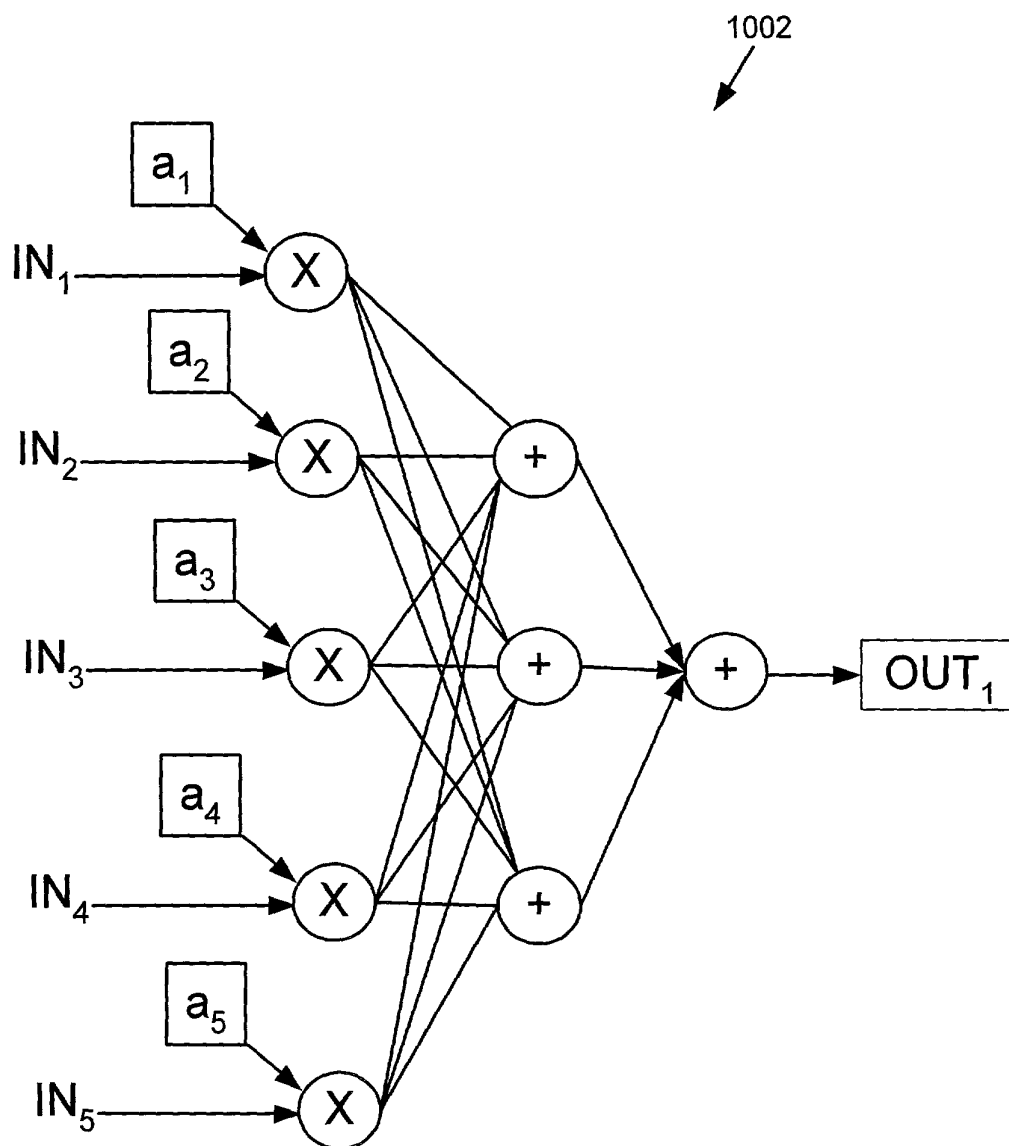 1002
a₁
IN₁ X
a₂
IN₂ X +
a₃
IN₃ X + + OUT₁
a₄
IN₄ X +
a₅
IN₅ X